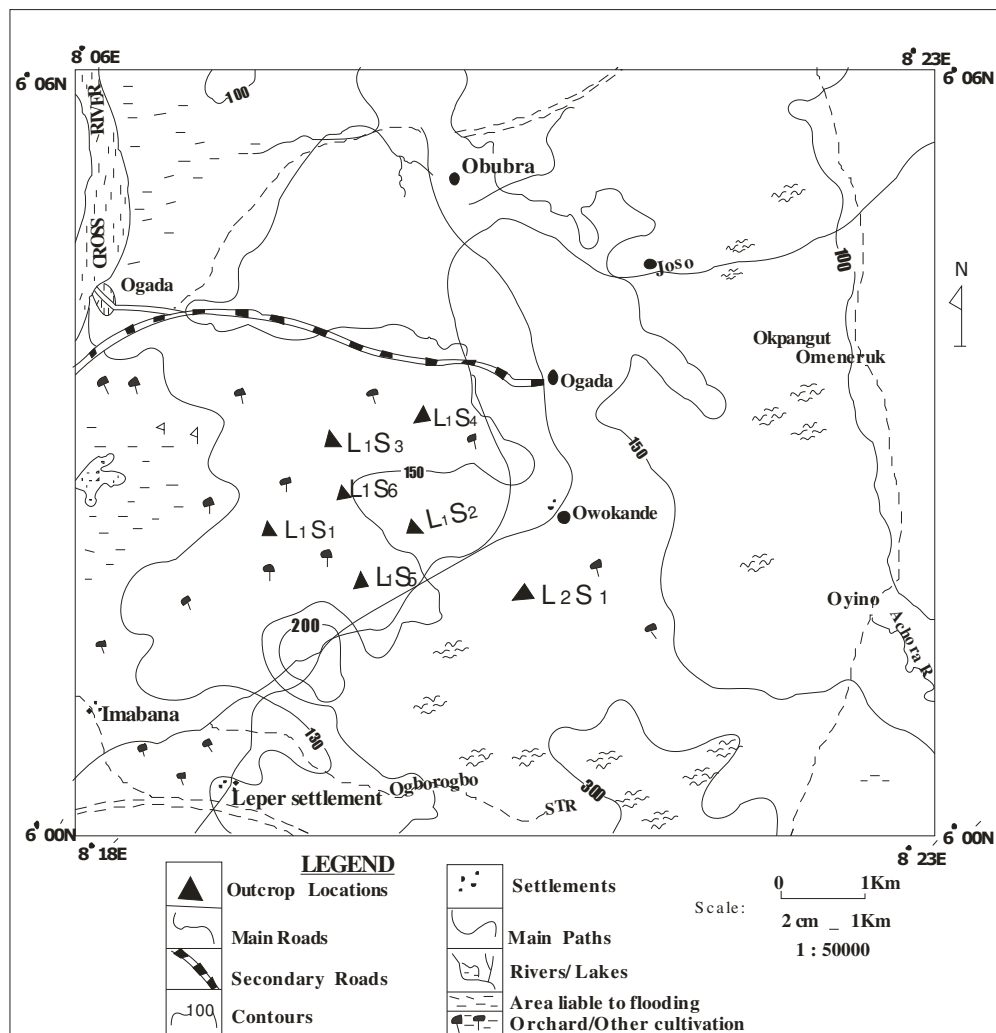 8° 06E
8° 23E
6° 06N
6° 06N
RIVER
CROSS
100
Obubra
Joso
100
N
Ogada
Okpangut
Omeneruk
Ogada
L1S4
L1S3
150
150
L1S6
L1S2
Owokande
L1S1
L1S5
L2S1
Oyino
Achora R
200
Imabana
130
Ogborogbo
Leper settlement
STR
300
6° 00N
6° 00N
8° 18E
8° 23E
LEGEND
Outcrop Locations
Main Roads
Secondary Roads
100
Contours
Settlements
Main Paths
Rivers/ Lakes
Area liable to flooding
Orchard/Other cultivation
0 1Km
Scale:
2 cm _ 1Km
1 : 50000